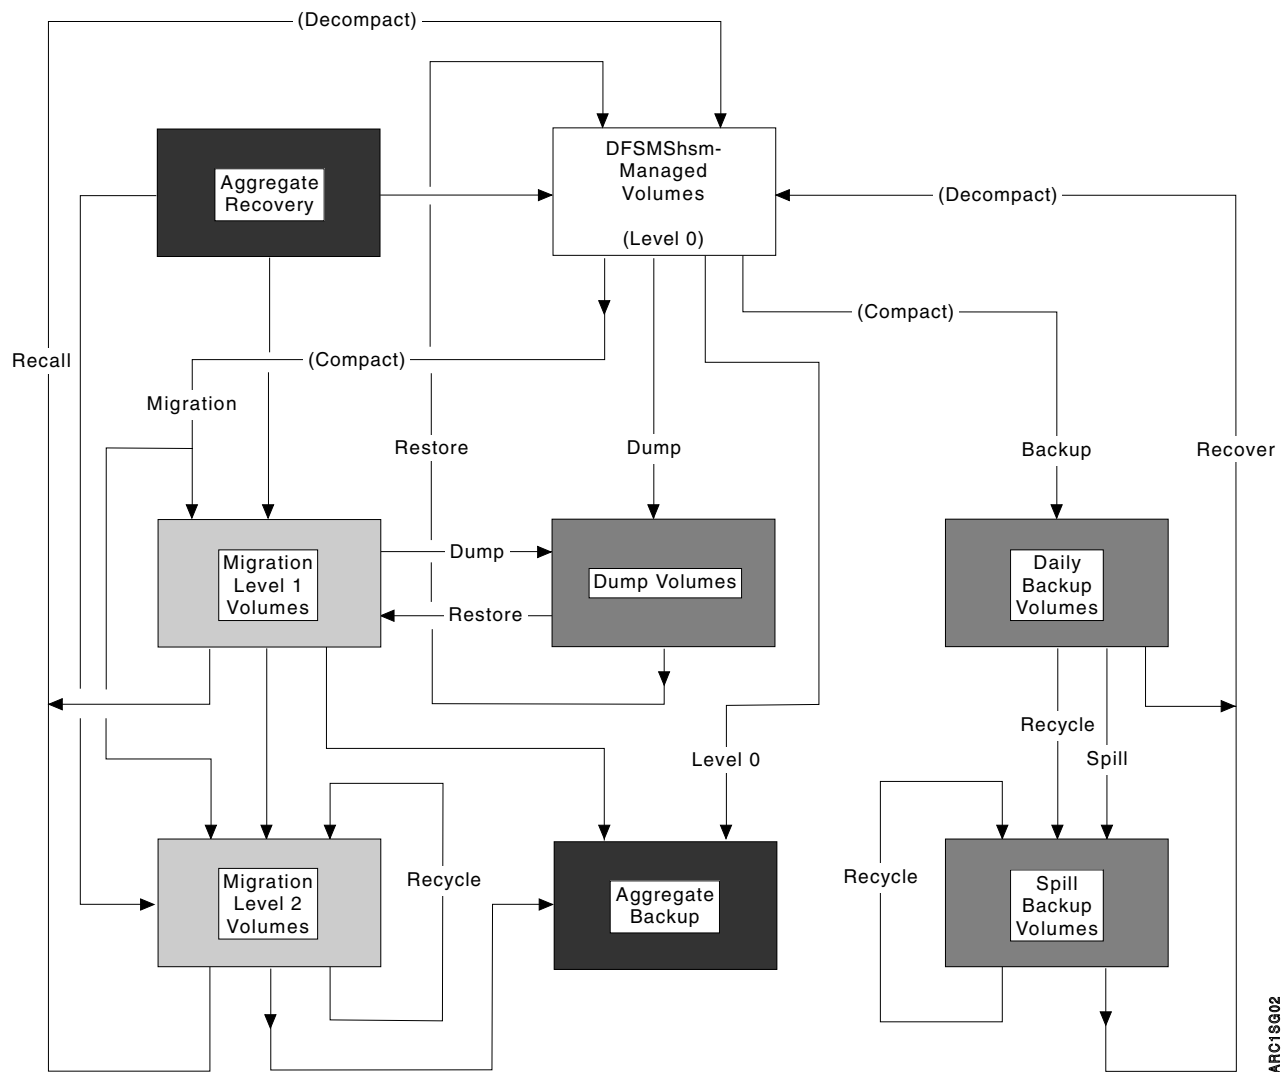 (Decompact)
DFSMShsm-
Managed
Volumes
(Level 0)
Aggregate
Recovery
(Decompact)
(Compact)
Recall
(Compact)
Migration
Restore
Dump
Backup
Recover
Migration
Level 1
Volumes
Dump
Restore
Dump Volumes
Daily
Backup
Volumes
Recycle
Spill
Level 0
Migration
Level 2
Volumes
Recycle
Aggregate
Backup
Recycle
Spill
Backup
Volumes
ARC1SG02